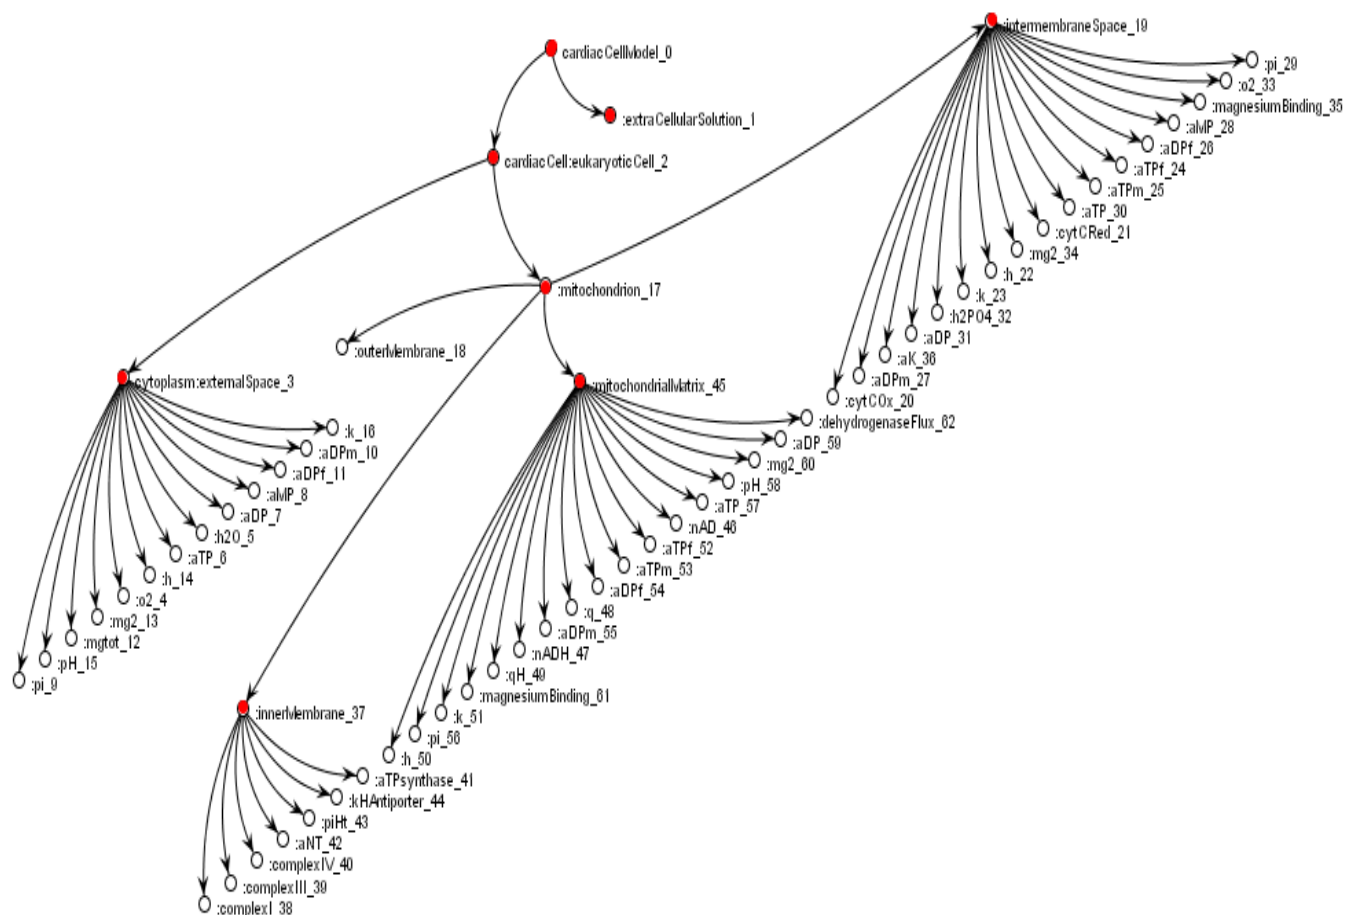 :intermembraneSpace_19
cardiacCellModel_0
:pi_29
:o2_33
:magnesiumBinding_35
:extraCellularSolution_1
:aMP_28
:aDPf_26
cardiacCell:eukaryoticCell_2
:aTPf_24
:aTPm_25
:aTP_30
:cytCRed_21
:mg2_34
:h_22
:mitochondrion_17
:k_23
:h2PO4_32
:aDP_31
:outerMembrane_18
:aK_36
:aDPm_27
cytoplasm:externalSpace_3
:mitochondrialMatrix_45
:cytCOx_20
:dehydrogenaseFlux_62
:k_16
:aDP_59
:aDPm_10
:mg2_60
:aDPf_11
:pH_58
:aMP_8
:aTP_57
:aDP_7
:nAD_46
:h2O_5
:aTPf_52
:aTP_6
:aTPm_53
:h_14
:aDPf_54
:o2_4
:q_48
:mg2_13
:aDPm_55
:mgtot_12
:nADH_47
:pH_15
:qH_49
:pi_9
:magnesiumBinding_61
:innerMembrane_37
:k_51
:pi_56
:h_50
:aTPsynthase_41
:kHAntiporter_44
:piHt_43
:aNT_42
:complexIV_40
:complexIII_39
:complexI_38